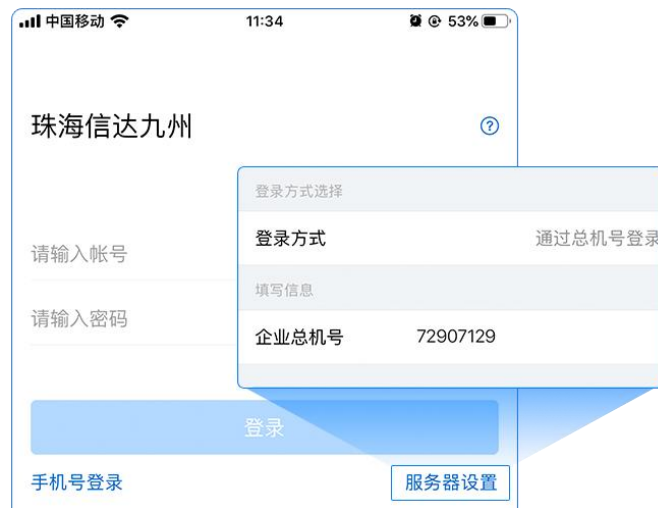 中国移动 11:34 53%
珠海信达九州
登录方式选择
登录方式 通过总机号登录
请输入帐号
填写信息
请输入密码
企业总机号 72907129
登录
手机号登录 服务器设置